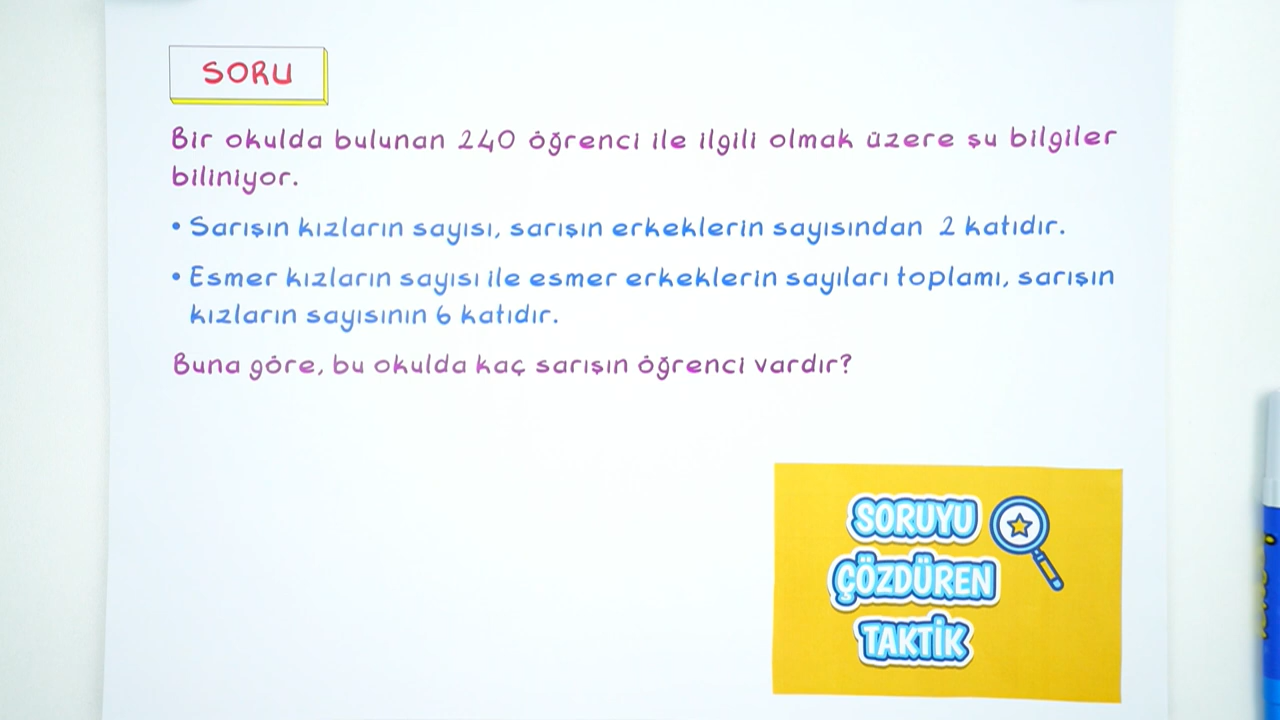 SORU
Bir okulda bulunan 240 öğrenci ile ilgili olmak üzere şu bilgiler
biliniyor.
• Sarışın kızların sayısı, sarışın erkeklerin sayısından 2 katıdır.
• Esmer kızların sayısı ile esmer erkeklerin sayıları toplamı, sarışın
kızların sayısının 6 katıdır.
Buna göre, bu okulda kaç sarışın öğrenci vardır?
SORUYU
ÇÖZDÜREN
TAKTİK